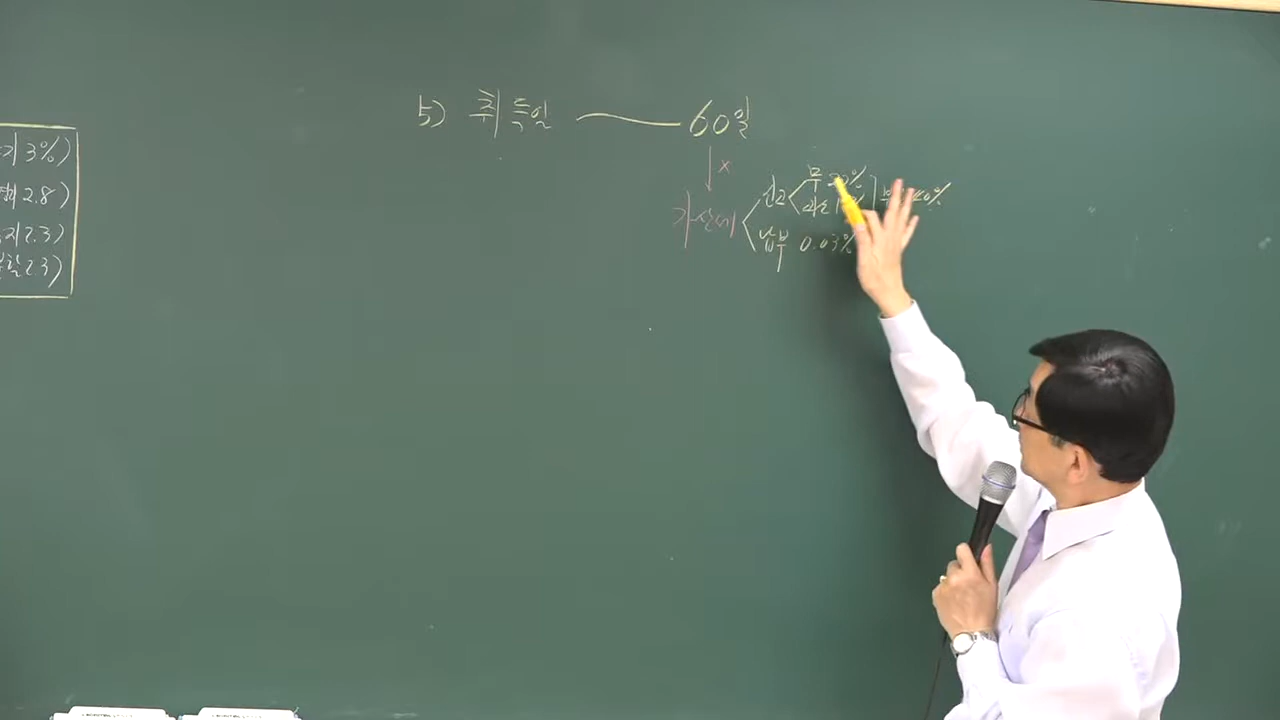 3%)
2.8)
2.3)
2.3)
5) 취득일 ——— 60일
x
가산세
신고
무 20%
과소 10%
부 40%
납부 0.03%